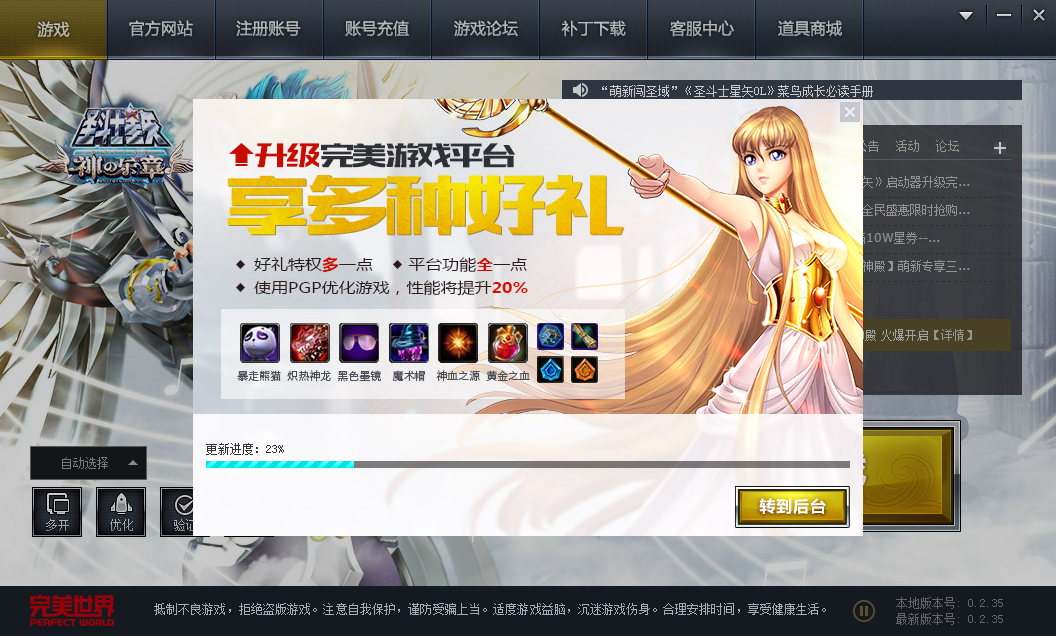 游戏 官方网站 注册账号 账号充值 游戏论坛 补丁下载 客服中心 道具商城
“萌新闯圣域”《圣斗士星矢OL》菜鸟成长必读手册
神の乐章
活动 论坛
升级完美游戏平台
享多种好礼
好礼特权多一点 平台功能全一点
使用PGP优化游戏，性能将提升20%
矢》启动器升级完...
全民盛惠限时抢购...
10W星券--...
神殿】萌新专享三...
殿 火爆开启【详情】
暴走熊猫 炽热神龙 黑色墨镜 魔术帽 神血之源 黄金之血
更新进度: 23%
自动选择
多开 优化 验证
转到后台
完美世界
PERFECT WORLD
抵制不良游戏，拒绝盗版游戏。注意自我保护，谨防受骗上当。适度游戏益脑，沉迷游戏伤身。合理安排时间，享受健康生活。
本地版本号: 0.2.35
最新版本号: 0.2.35